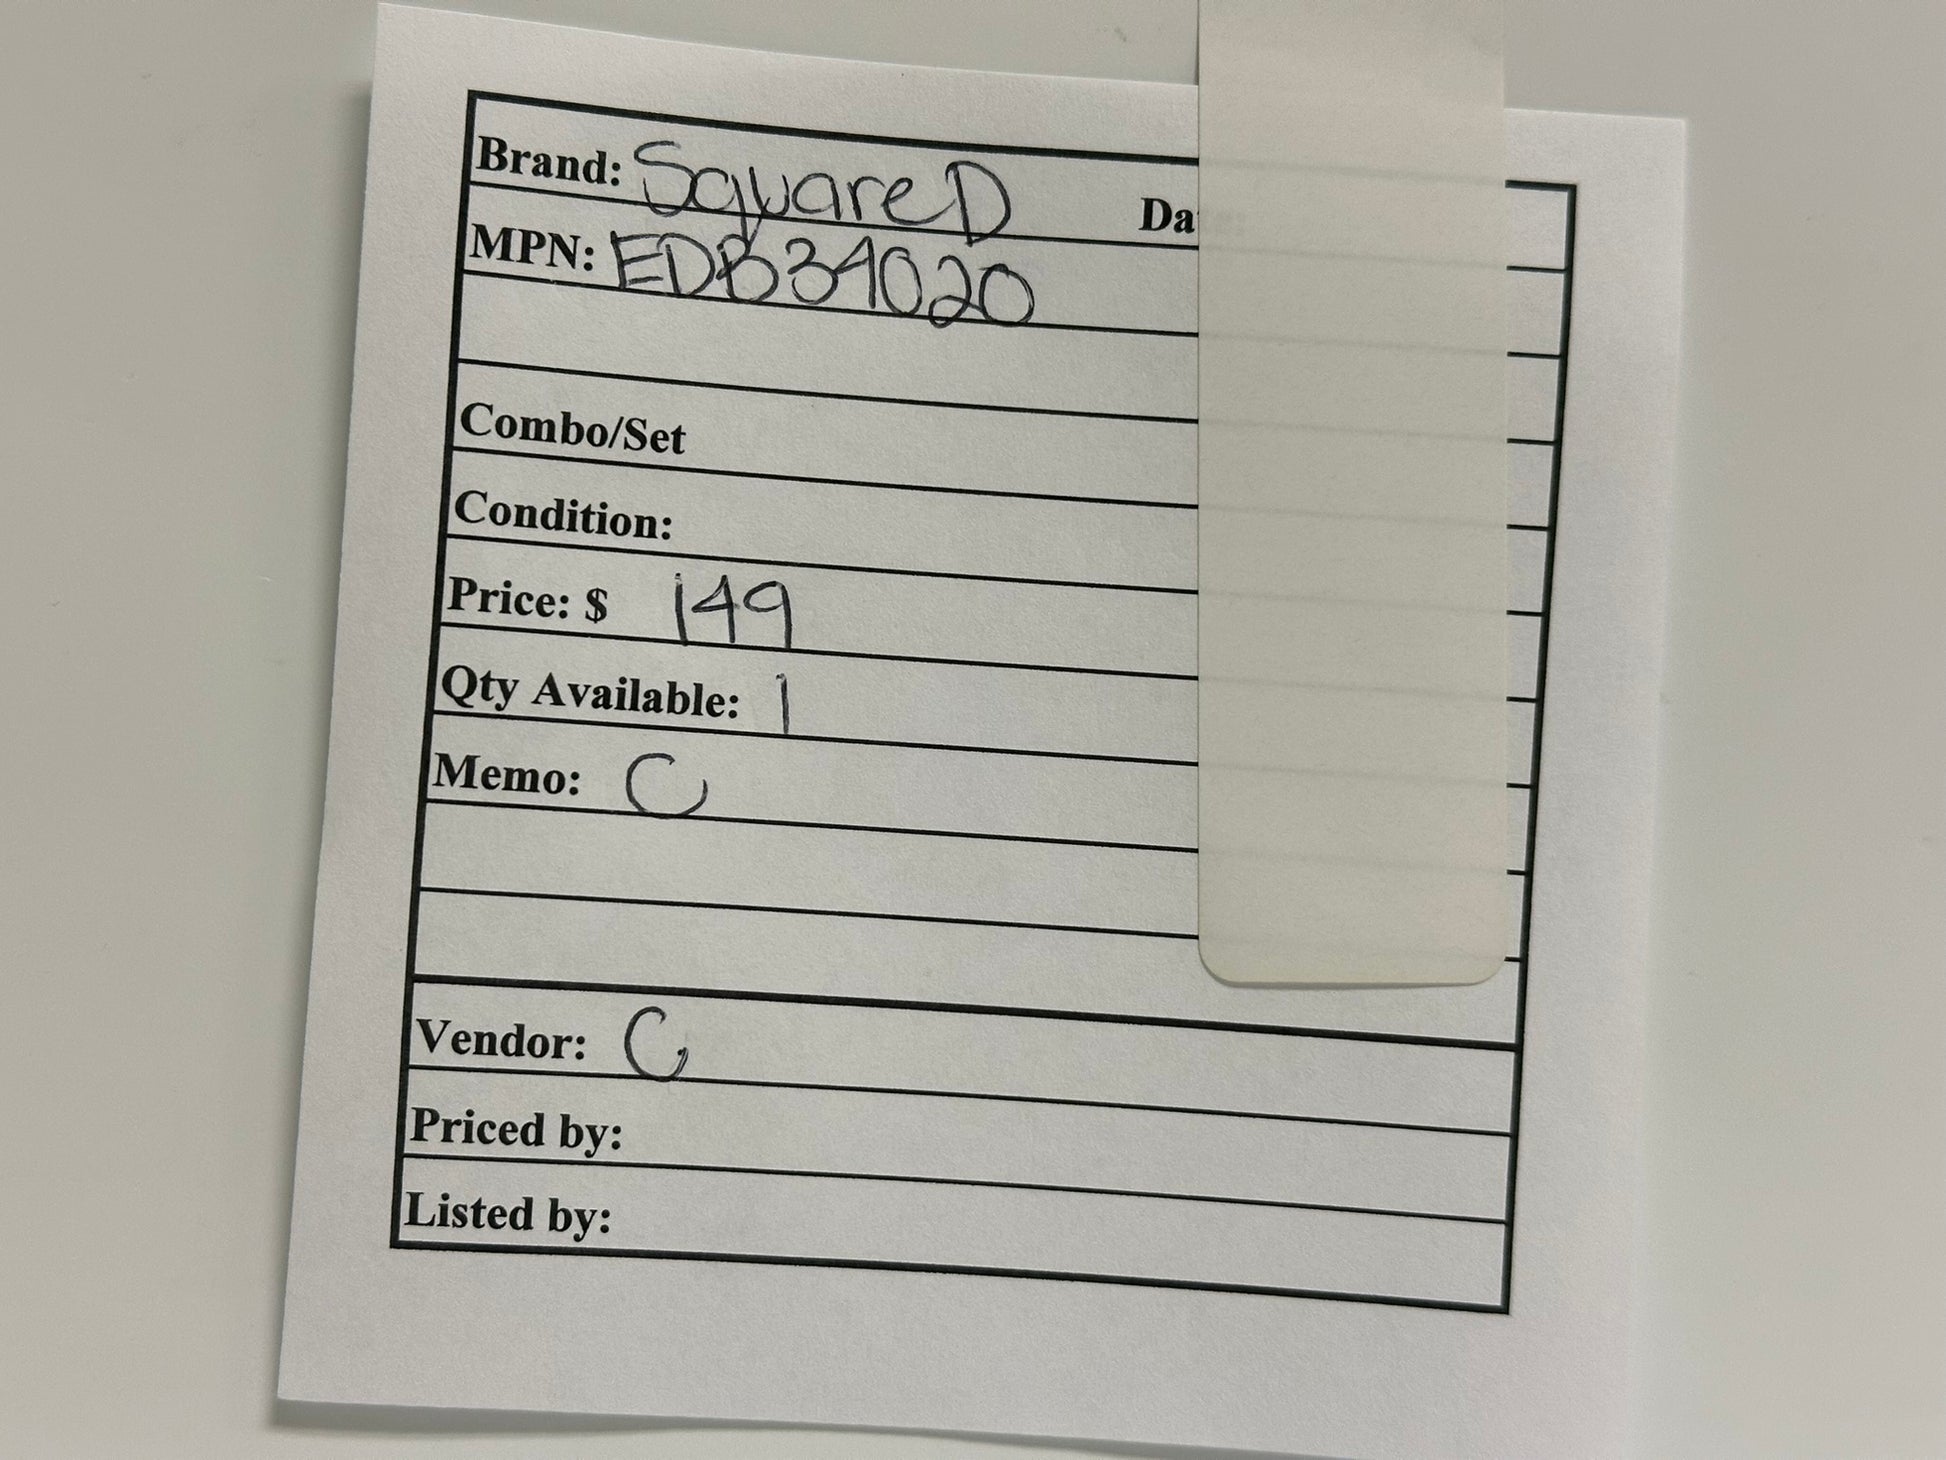 Brand: Square D Da
MPN: EDB34020
Combo/Set
Condition:
Price: $ 149
Qty Available: 1
Memo: C
Vendor: C
Priced by:
Listed by: